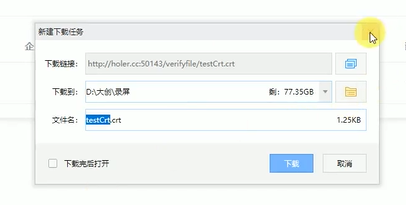 新建下载任务
企
下载链接: http://holer.cc:50143/verifyfile/testCrt.crt
下载到: D:\大创\录屏 剩: 77.35GB
文件名: testCrt.crt 1.25KB
下载完后打开 下载 取消